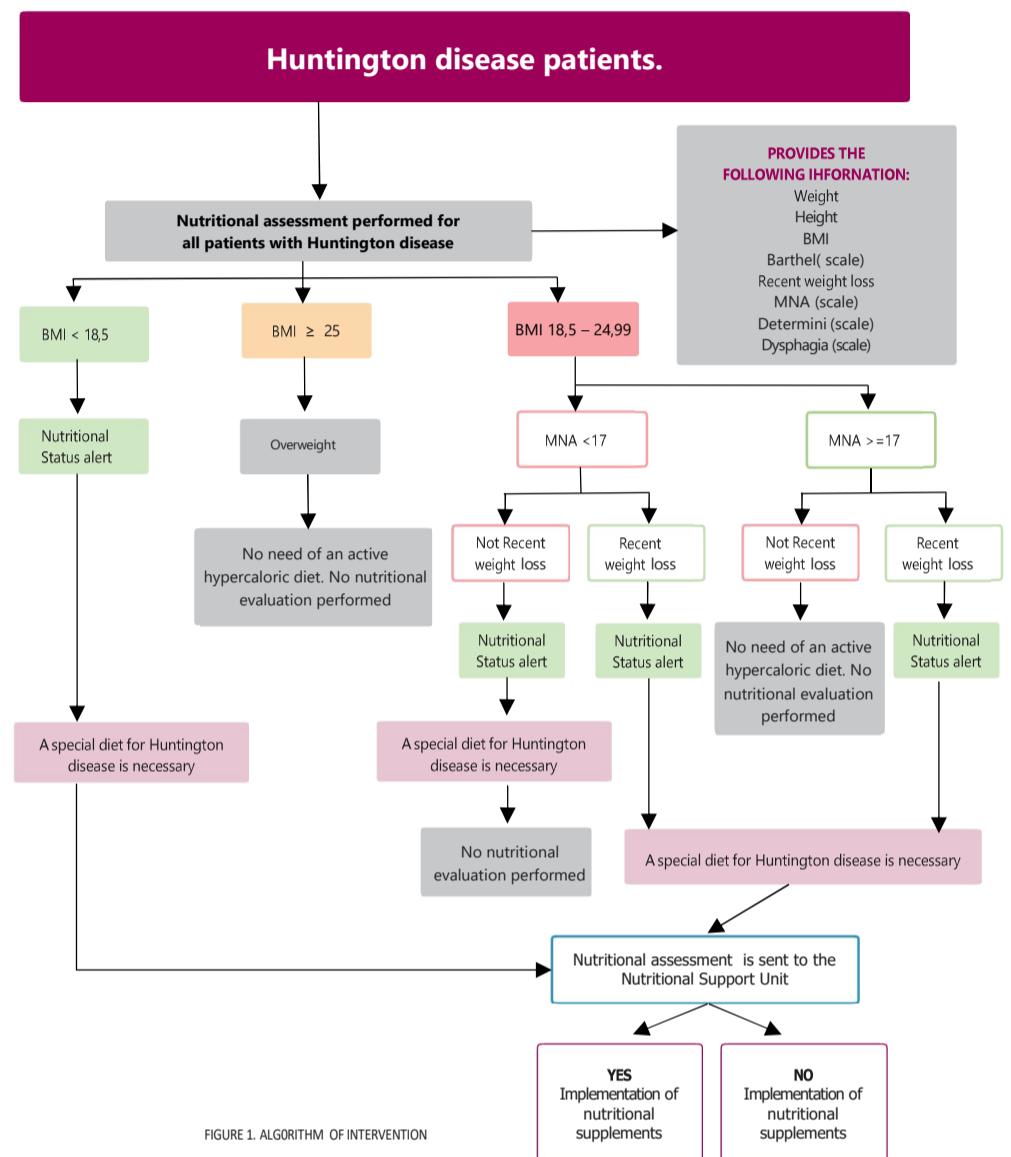 Huntington disease patients.
PROVIDES THE
FOLLOWING IHFORNATION:
Weight
Height
BMI
Barthel( scale)
Recent weight loss
MNA (scale)
Determini (scale)
Dysphagia (scale)
Nutritional assessment performed for
all patients with Huntington disease
BMI < 18,5
BMI ≥ 25
BMI 18,5 – 24,99
Nutritional
Status alert
Overweight
MNA <17
MNA >=17
No need of an active
hypercaloric diet. No nutritional
evaluation performed
Not Recent
weight loss
Recent
weight loss
Not Recent
weight loss
Recent
weight loss
Nutritional
Status alert
Nutritional
Status alert
No need of an active
hypercaloric diet. No
nutritional evaluation
performed
Nutritional
Status alert
A special diet for Huntington
disease is necessary
A special diet for Huntington
disease is necessary
No nutritional
evaluation performed
A special diet for Huntington disease is necessary
Nutritional assessment is sent to the
Nutritional Support Unit
YES
Implementation of
nutritional
supplements
NO
Implementation of
nutritional
supplements
FIGURE 1. ALG0RITHM OF INTERVENTION